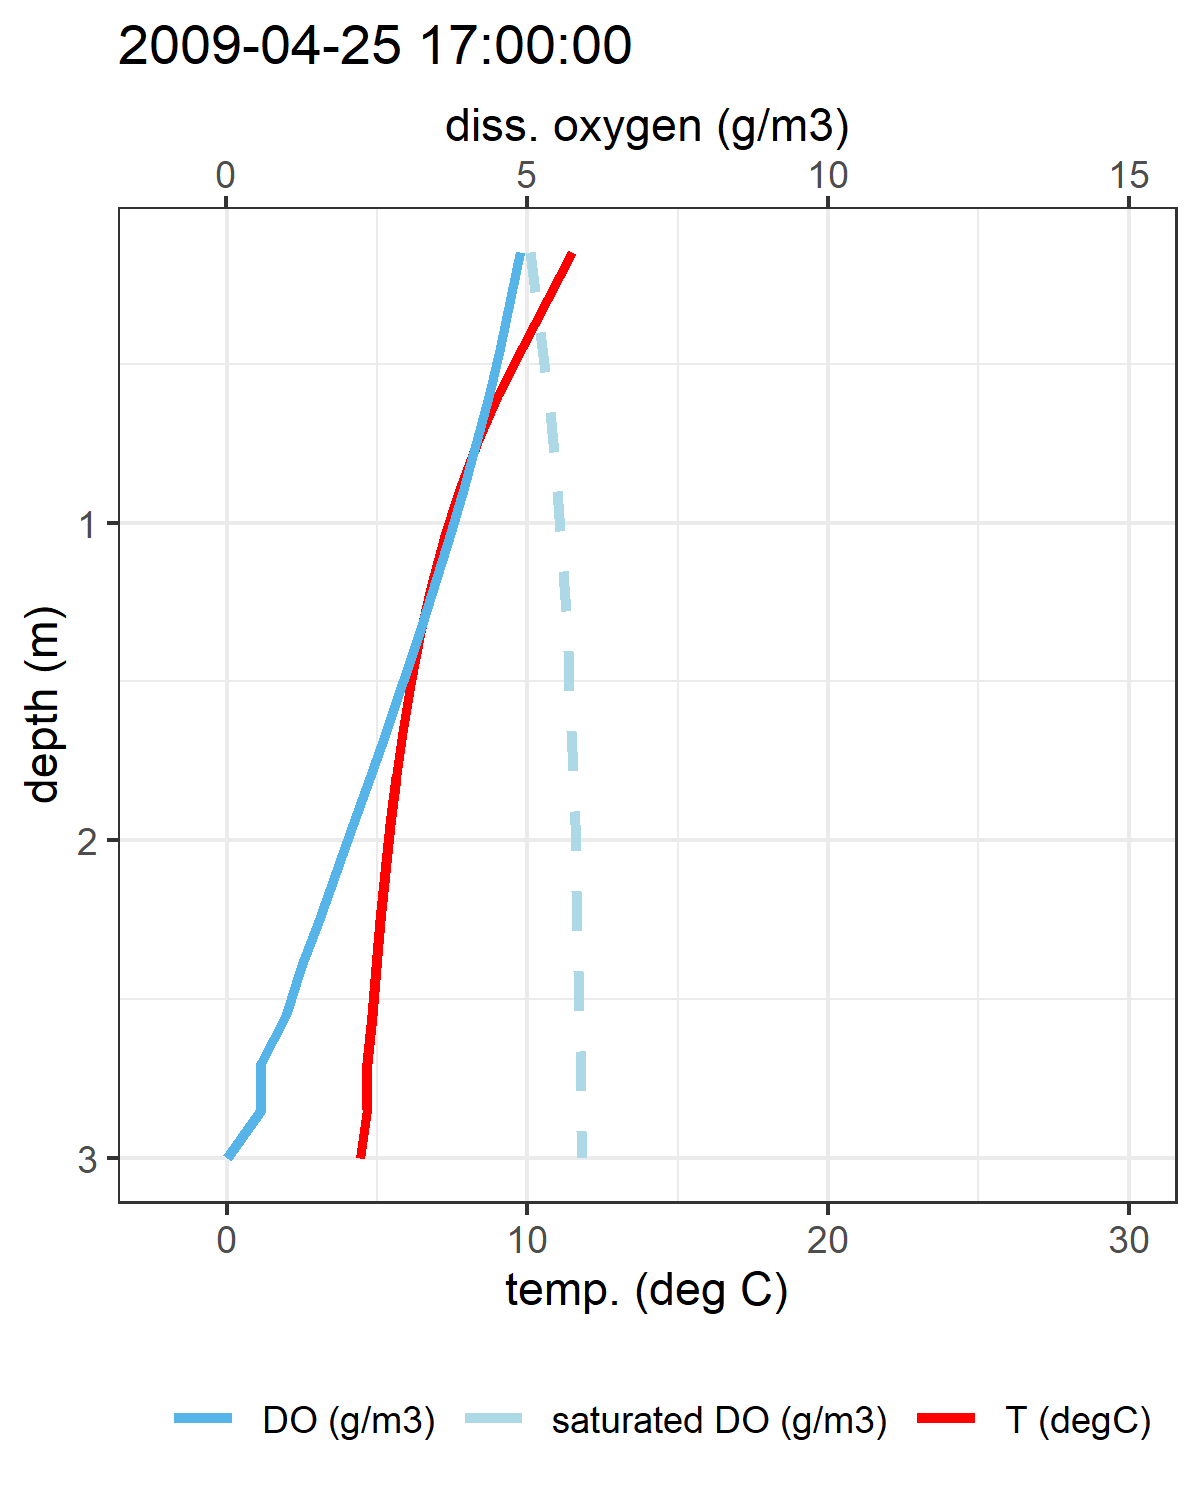 2009-04-25 17:00:00
diss. oxygen (g/m3)
0 5 10 15
1
2
3
depth (m)
0 10 20 30
temp. (deg C)
DO (g/m3) saturated DO (g/m3) T (degC)